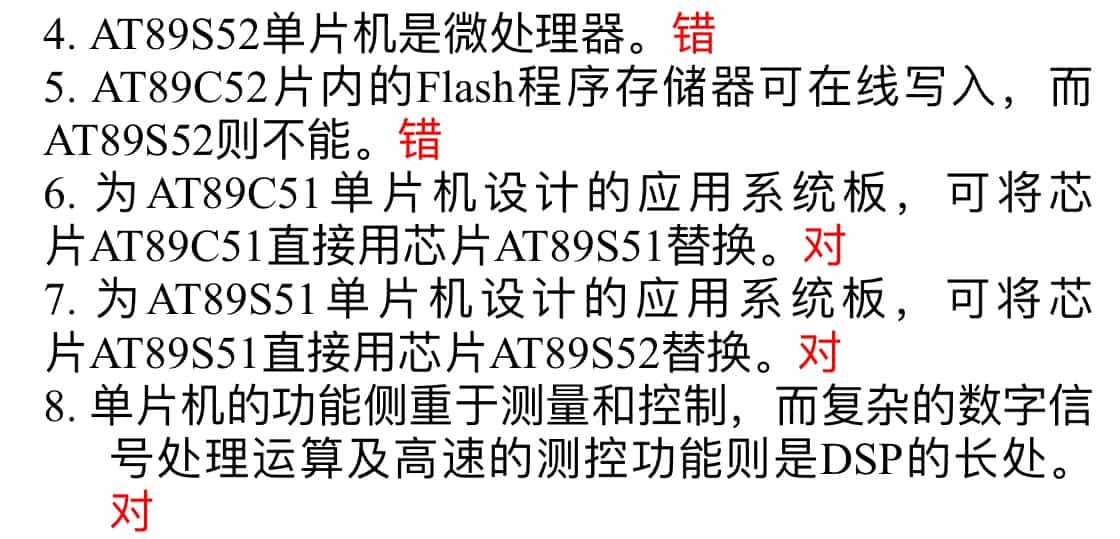 4. AT89S52单片机是微处理器。错
5. AT89C52片内的Flash程序存储器可在线写入，而
AT89S52则不能。错
6. 为AT89C51单片机设计的应用系统板，可将芯
片AT89C51直接用芯片AT89S51替换。对
7. 为AT89S51单片机设计的应用系统板，可将芯
片AT89S51直接用芯片AT89S52替换。对
8. 单片机的功能侧重于测量和控制，而复杂的数字信
号处理运算及高速的测控功能则是DSP的长处。
对